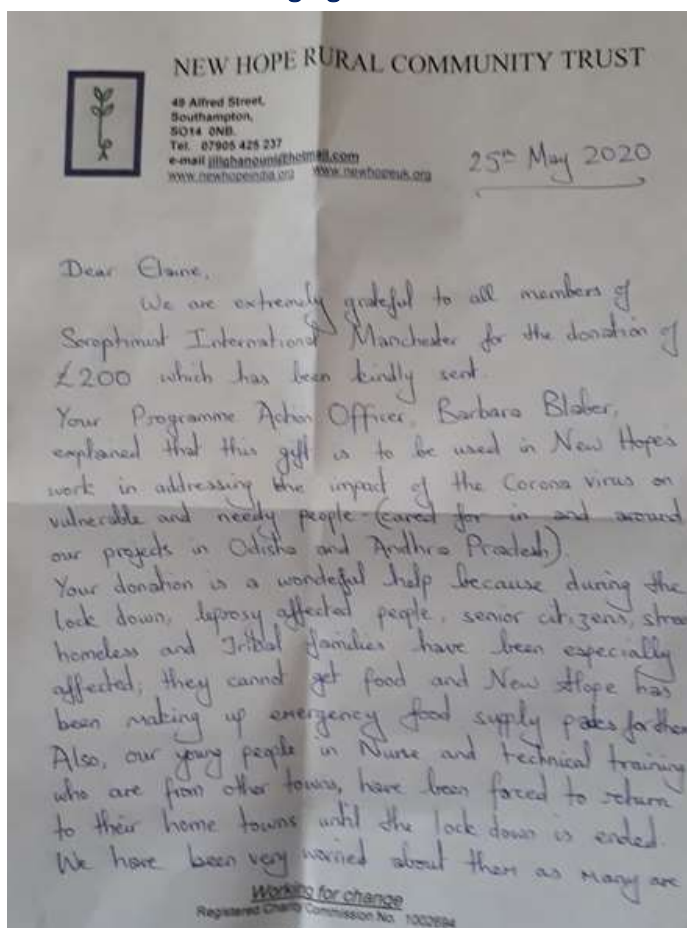 NEW HOPE RURAL COMMUNITY TRUST
49 Alfred Street,
Southampton,
SO14 0NB.
Tel. 07905 425 237
e-mail jillghanouni@hotmail.com
www.newhopeindia.org www.newhopeuk.org
25th May 2020
Dear Elaine,
We are extremely grateful to all members of
Soroptimist International Manchester for the donation of
£200 which has been kindly sent.
Your Programme Action Officer, Barbara Blaber,
explained that this gift is to be used in New Hope's
work in addressing the impact of the Corona virus on
vulnerable and needy people (cared for in and around
our projects in Odisha and Andhra Pradesh).
Your donation is a wonderful help because during the
lock down, leprosy affected people, senior citizens, stree
homeless and Tribal families have been especially
affected; they cannot get food and New Hope has
been making up emergency food supply packs for them
Also, our young people in Nurse and technical training
who are from other towns, have been forced to return
to their home towns until the lock down is ended.
We have been very worried about them as many are
Working for change
Registered Charity Commission No. 1002694